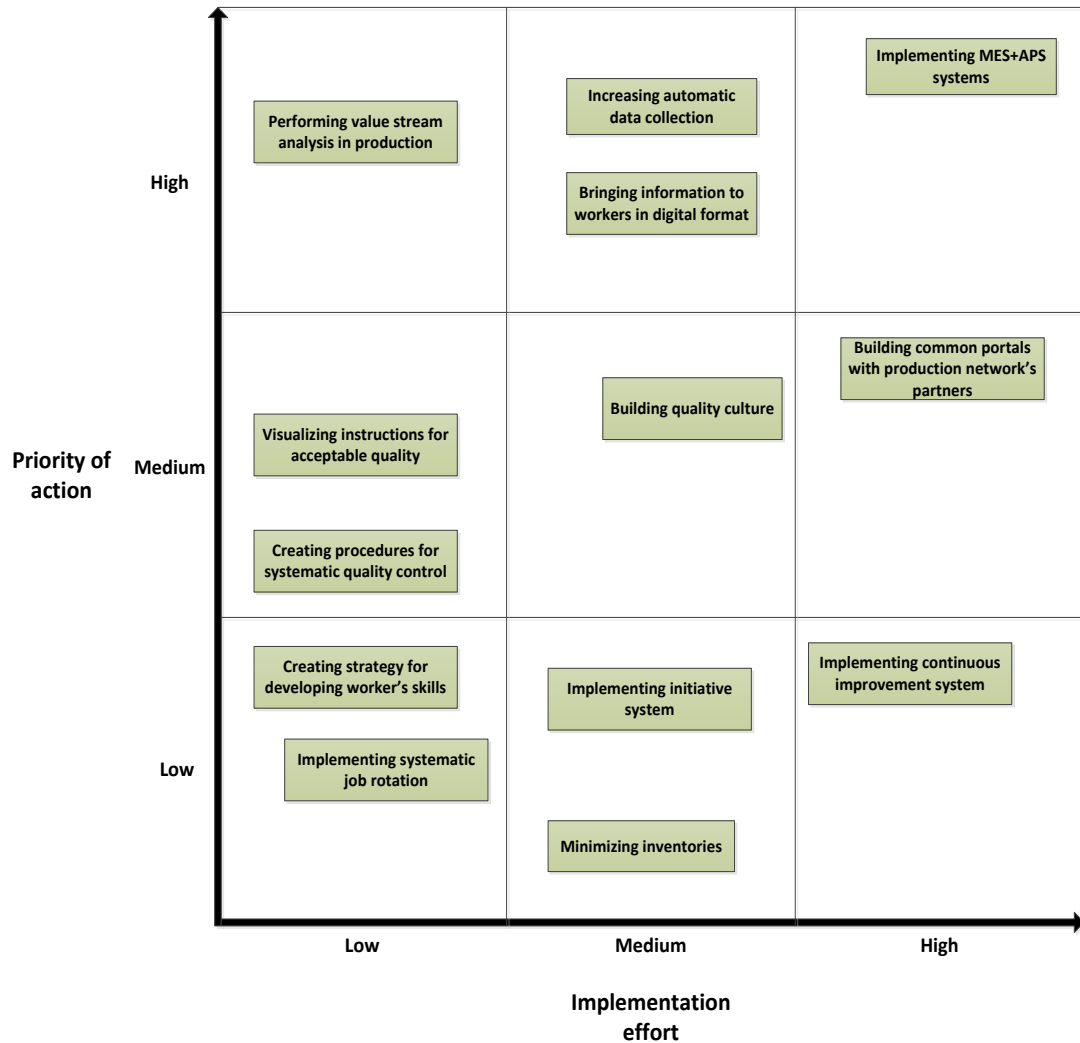 Implementing MES+APS
systems
Increasing automatic
data collection
Performing value stream
analysis in production
High
Bringing information to
workers in digital format
Building common portals
with production network's
partners
Building quality culture
Visualizing instructions for
acceptable quality
Priority of
action
Medium
Creating procedures for
systematic quality control
Creating strategy for
developing worker's skills
Implementing initiative
system
Implementing continuous
improvement system
Low
Implementing systematic
job rotation
Minimizing inventories
Low
Medium
High
Implementation
effort